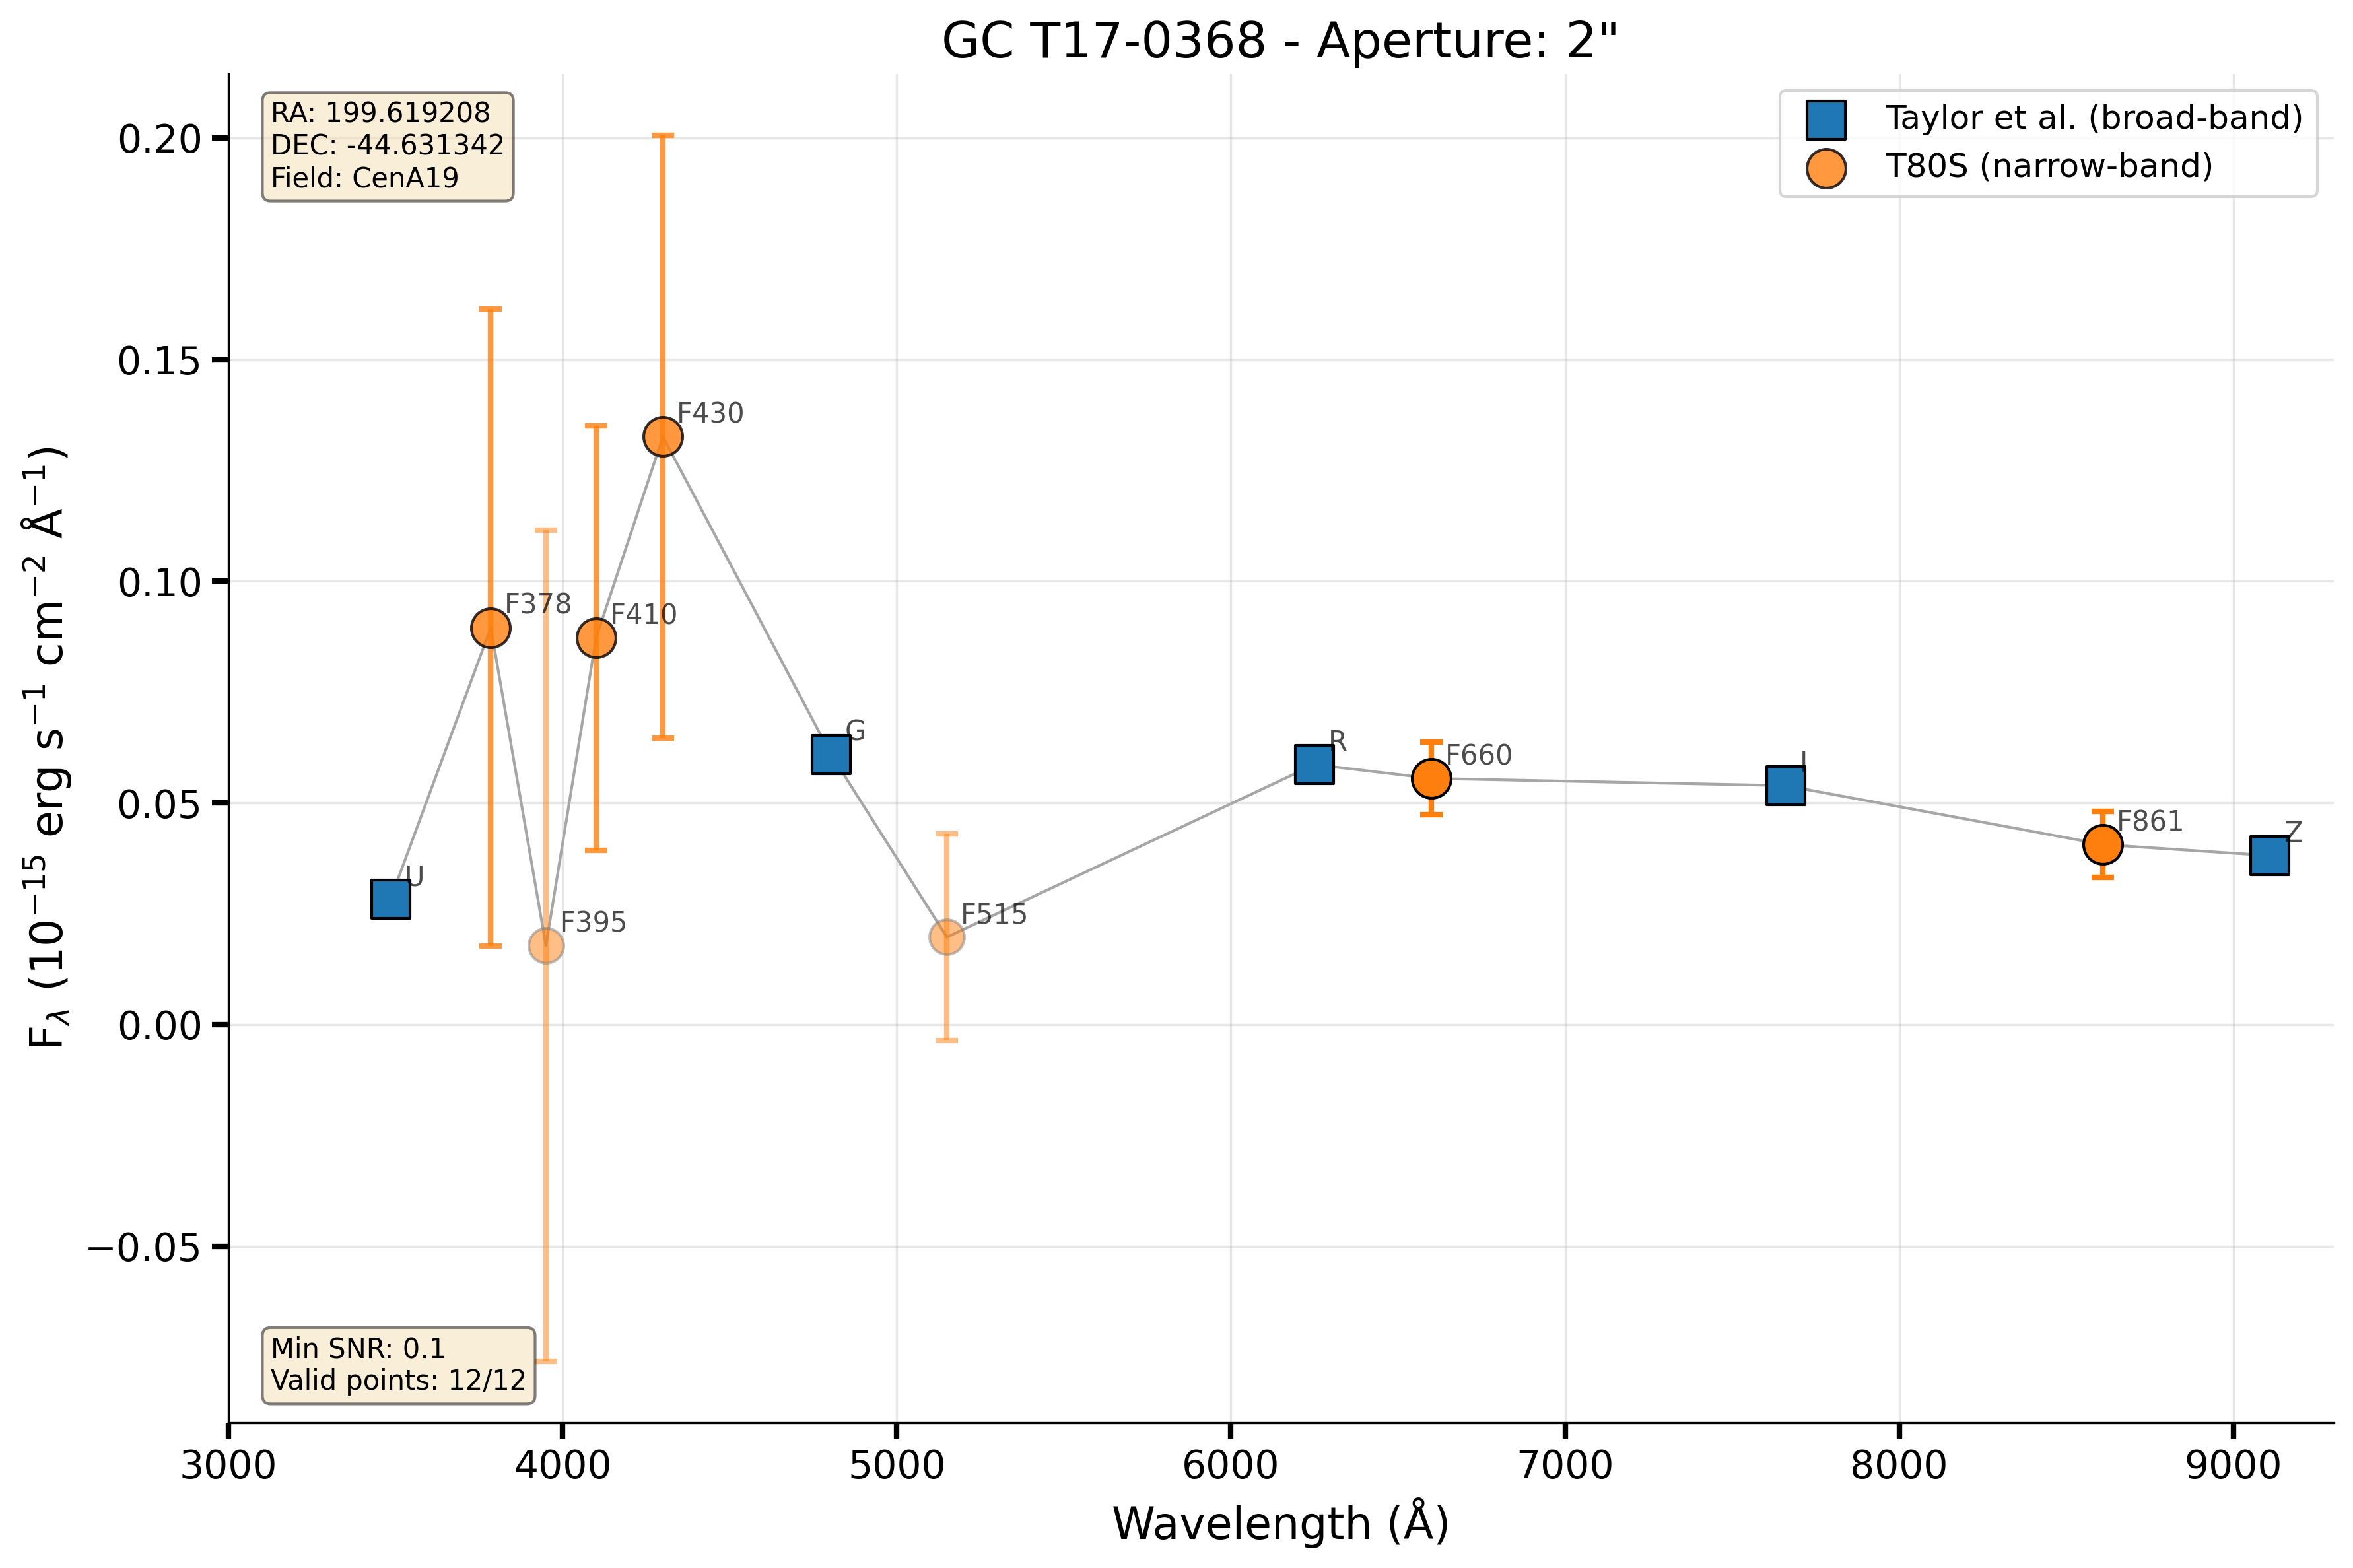 GC T17-0368 - Aperture: 2"
RA: 199.619208
DEC: -44.631342
Field: CenA19
Taylor et al. (broad-band)
T80S (narrow-band)
F_λ (10⁻¹⁵ erg s⁻¹ cm⁻² Å⁻¹)
0.20
0.15
0.10
0.05
0.00
−0.05
U
F378
F395
F410
F430
G
F515
R
F660
I
F861
Z
Min SNR: 0.1
Valid points: 12/12
3000 4000 5000 6000 7000 8000 9000
Wavelength (Å)